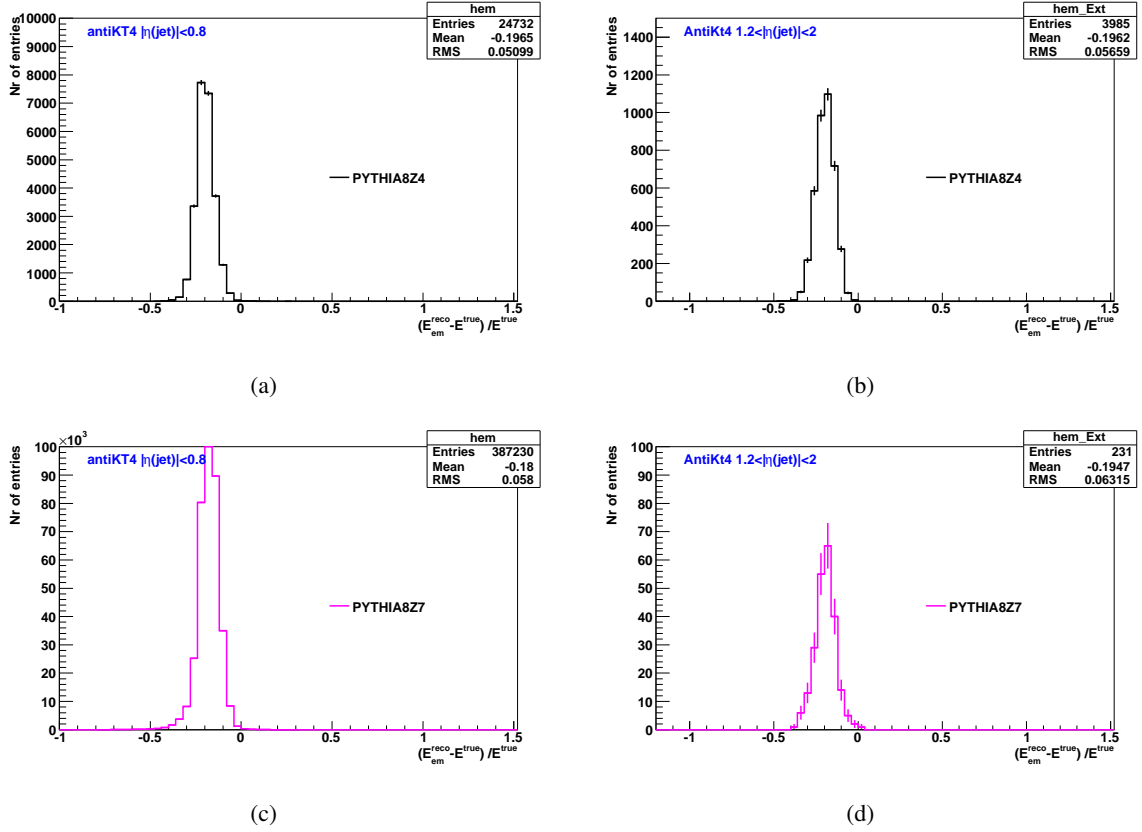 hem
Entries 24732
Mean -0.1965
RMS 0.05099
antiKT4 |η(jet)|<0.8
Nr of entries
10000
9000
8000
7000
6000
5000
4000
3000
2000
1000
0
PYTHIA8Z4
-1 -0.5 0 0.5 1 1.5
(E^reco_em -E^true) /E^true
(a)
hem_Ext
Entries 3985
Mean -0.1962
RMS 0.05659
AntiKt4 1.2<|η(jet)|<2
Nr of entries
1400
1200
1000
800
600
400
200
0
PYTHIA8Z4
-1 -0.5 0 0.5 1 1.5
(E^reco_em -E^true) /E^true
(b)
hem
Entries 387230
Mean -0.18
RMS 0.058
×10^3
antiKT4 |η(jet)|<0.8
Nr of entries
100
90
80
70
60
50
40
30
20
10
0
PYTHIA8Z7
-1 -0.5 0 0.5 1 1.5
(E^reco_em -E^true) /E^true
(c)
hem_Ext
Entries 231
Mean -0.1947
RMS 0.06315
AntiKt4 1.2<|η(jet)|<2
Nr of entries
100
90
80
70
60
50
40
30
20
10
0
PYTHIA8Z7
-1 -0.5 0 0.5 1 1.5
(E^reco_em -E^true) /E^true
(d)